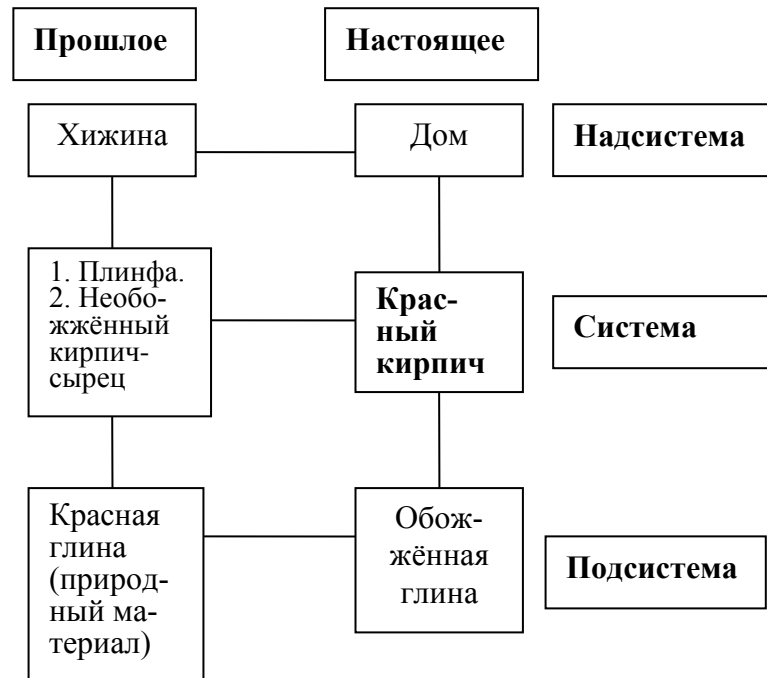 Прошлое
Настоящее
Хижина
Дом
Надсистема
1. Плинфа.
2. Необо-
жжённый
кирпич-
сырец
Крас-
ный
кирпич
Система
Красная
глина
(природ-
ный ма-
териал)
Обож-
жённая
глина
Подсистема